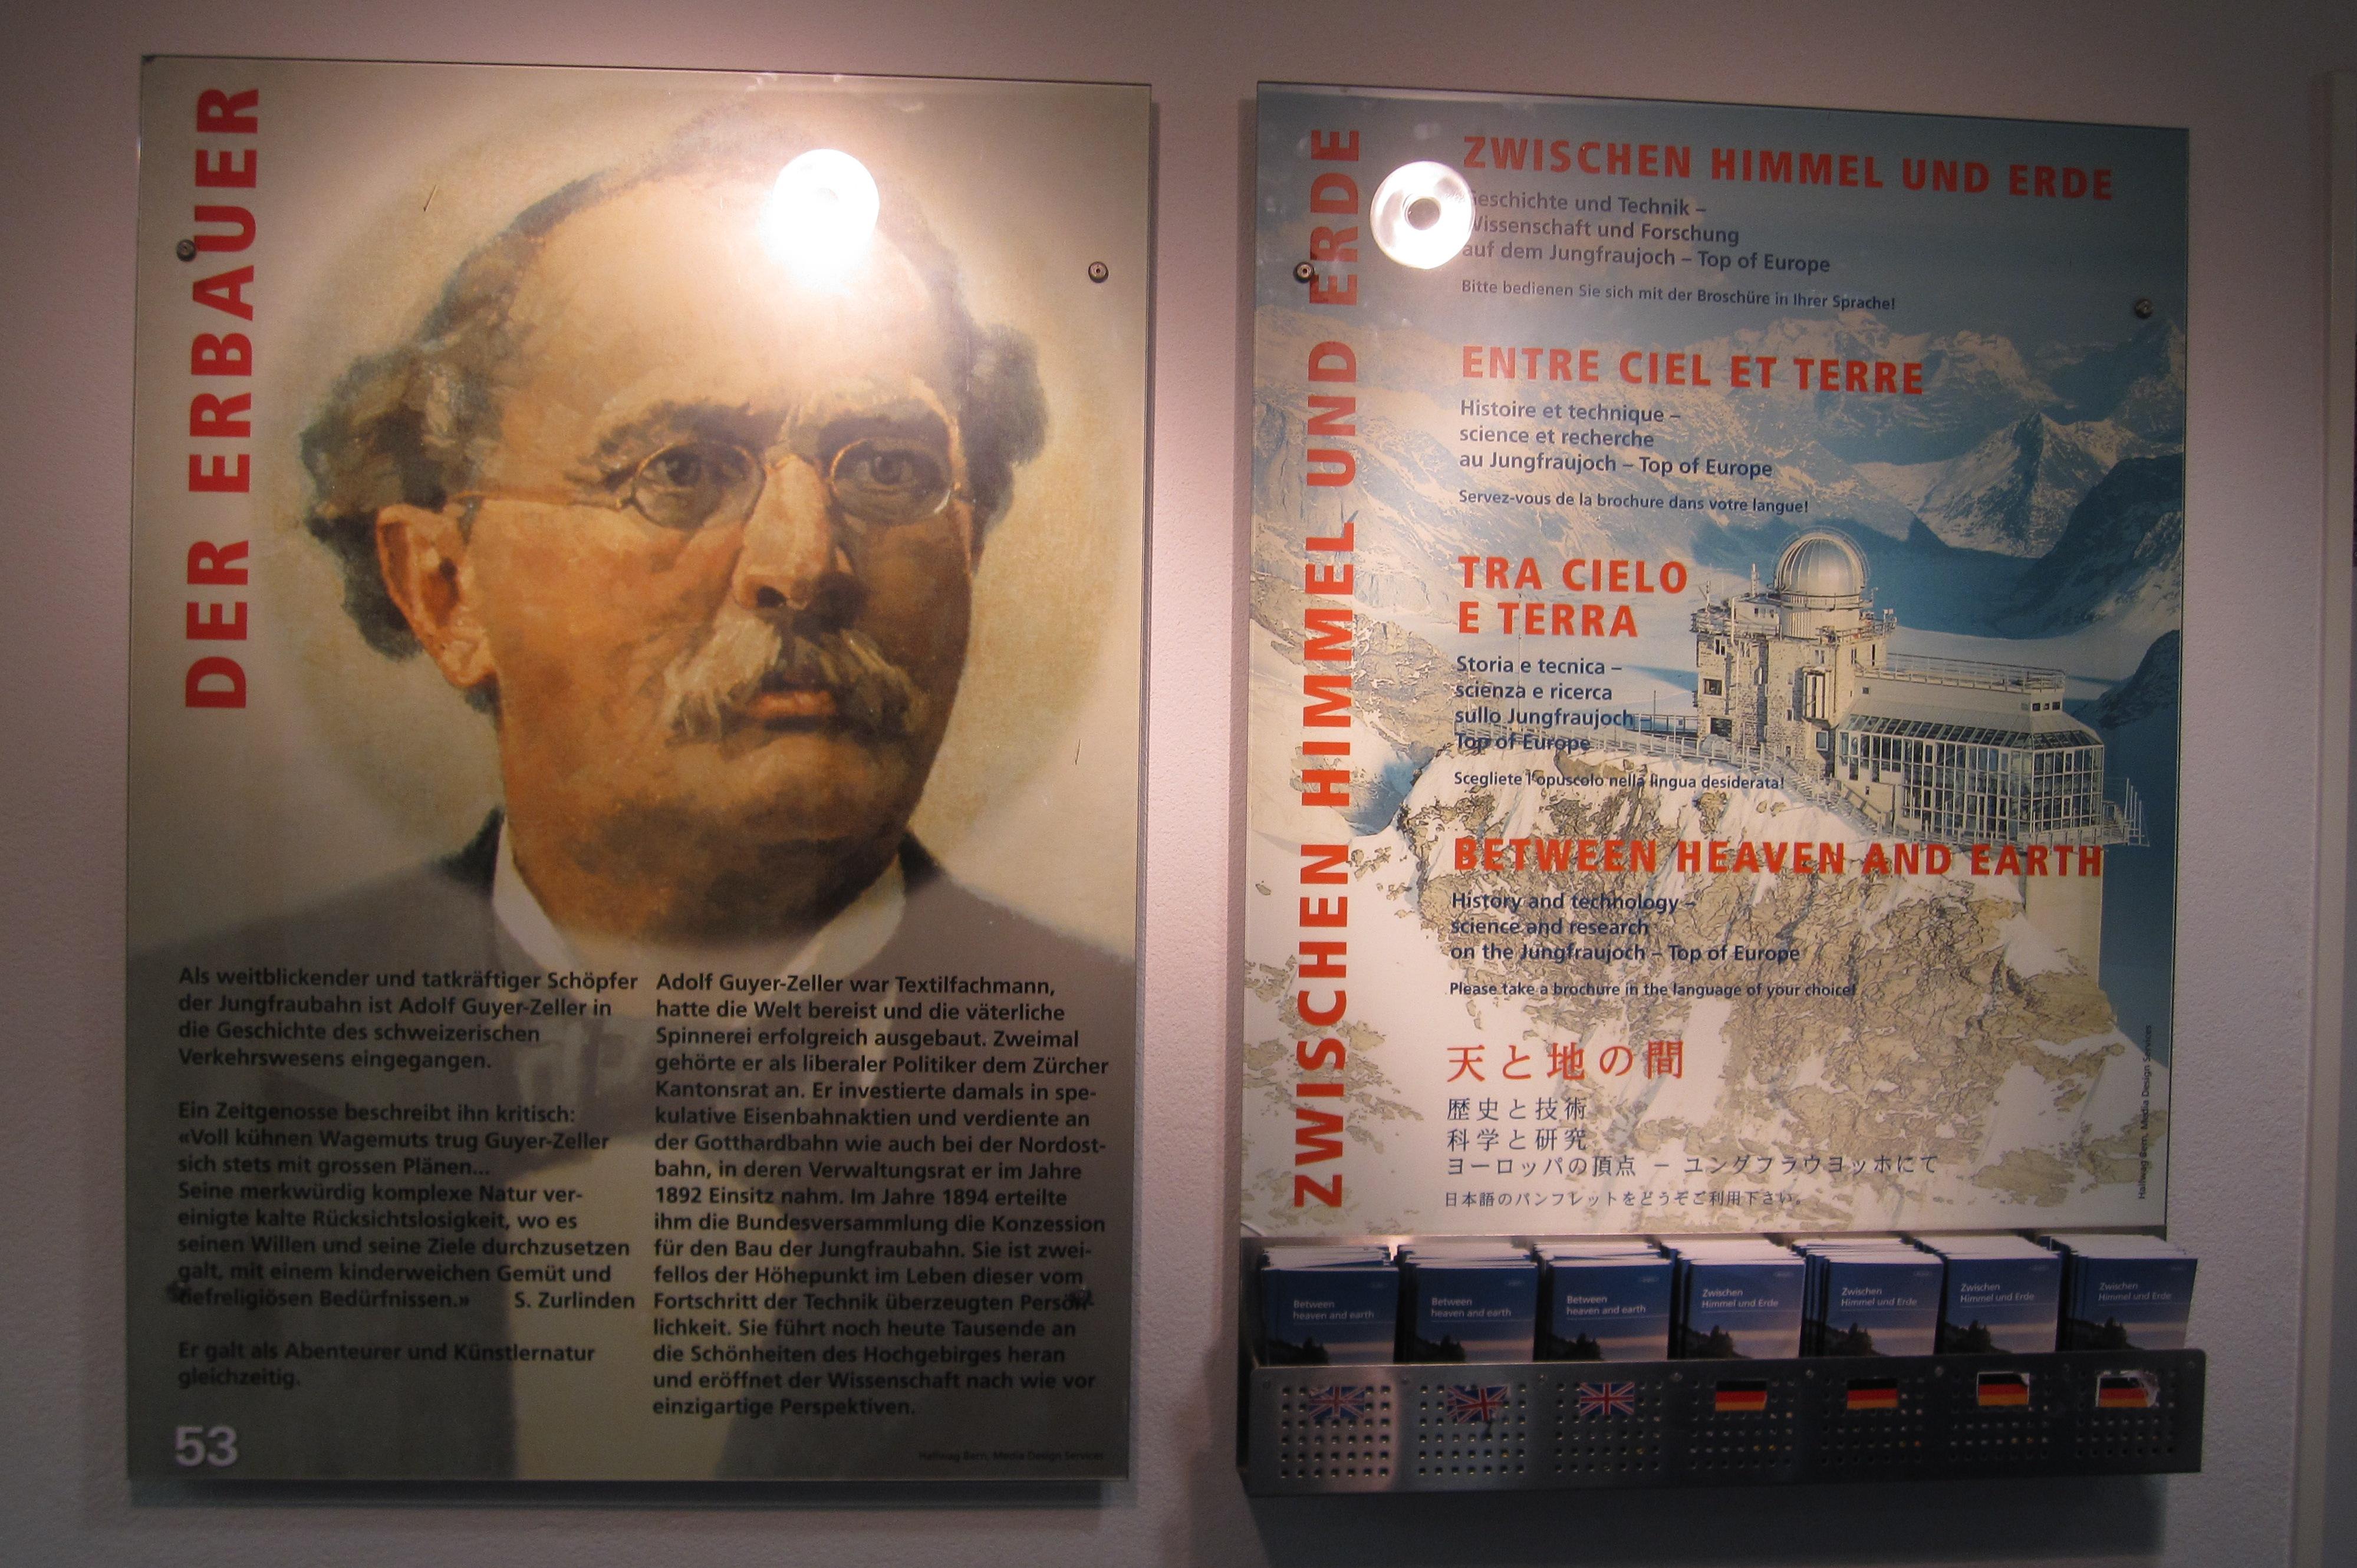 DER ERBAUER
Als weitblickender und tatkräftiger Schöpfer
der Jungfraubahn ist Adolf Guyer-Zeller in
die Geschichte des schweizerischen
Verkehrswesens eingegangen.
Ein Zeitgenosse beschreibt ihn kritisch:
«Voll kühnen Wagemuts trug Guyer-Zeller
sich stets mit grossen Plänen...
Seine merkwürdig komplexe Natur ver-
einigte kalte Rücksichtslosigkeit, wo es
seinen Willen und seine Ziele durchzusetzen
galt, mit einem kinderweichen Gemüt und
tiefreligiösen Bedürfnissen.» S. Zurlinden
Er galt als Abenteurer und Künstlernatur
gleichzeitig.
53
Adolf Guyer-Zeller war Textilfachmann,
hatte die Welt bereist und die väterliche
Spinnerei erfolgreich ausgebaut. Zweimal
gehörte er als liberaler Politiker dem Zürcher
Kantonsrat an. Er investierte damals in spe-
kulative Eisenbahnaktien und verdiente an
der Gotthardbahn wie auch bei der Nordost-
bahn, in deren Verwaltungsrat er im Jahre
1892 Einsitz nahm. Im Jahre 1894 erteilte
ihm die Bundesversammlung die Konzession
für den Bau der Jungfraubahn. Sie ist zwei-
fellos der Höhepunkt im Leben dieser vom
Fortschritt der Technik überzeugten Persön-
lichkeit. Sie führt noch heute Tausende an
die Schönheiten des Hochgebirges heran
und eröffnet der Wissenschaft nach wie vor
einzigartige Perspektiven.
Hallwag Bern, Media Design Services
ZWISCHEN HIMMEL UND ERDE
ZWISCHEN HIMMEL UND ERDE
Geschichte und Technik –
Wissenschaft und Forschung
auf dem Jungfraujoch – Top of Europe
Bitte bedienen Sie sich mit der Broschüre in Ihrer Sprache!
ENTRE CIEL ET TERRE
Histoire et technique –
science et recherche
au Jungfraujoch – Top of Europe
Servez-vous de la brochure dans votre langue!
TRA CIELO
E TERRA
Storia e tecnica –
scienza e ricerca
sullo Jungfraujoch
Top of Europe
Scegliete l'opuscolo nella lingua desiderata!
BETWEEN HEAVEN AND EARTH
History and technology –
science and research
on the Jungfraujoch – Top of Europe
Please take a brochure in the language of your choice!
天と地の間
歴史と技術
科学と研究
ヨーロッパの頂点 － ユングフラウヨッホにて
日本語のパンフレットをどうぞご利用下さい。
Hallwag Bern, Media Design Services
Between
heaven and earth
Between
heaven and earth
Between
heaven and earth
Zwischen
Himmel und Erde
Zwischen
Himmel und Erde
Zwischen
Himmel und Erde
Zwischen
Himmel und Erde